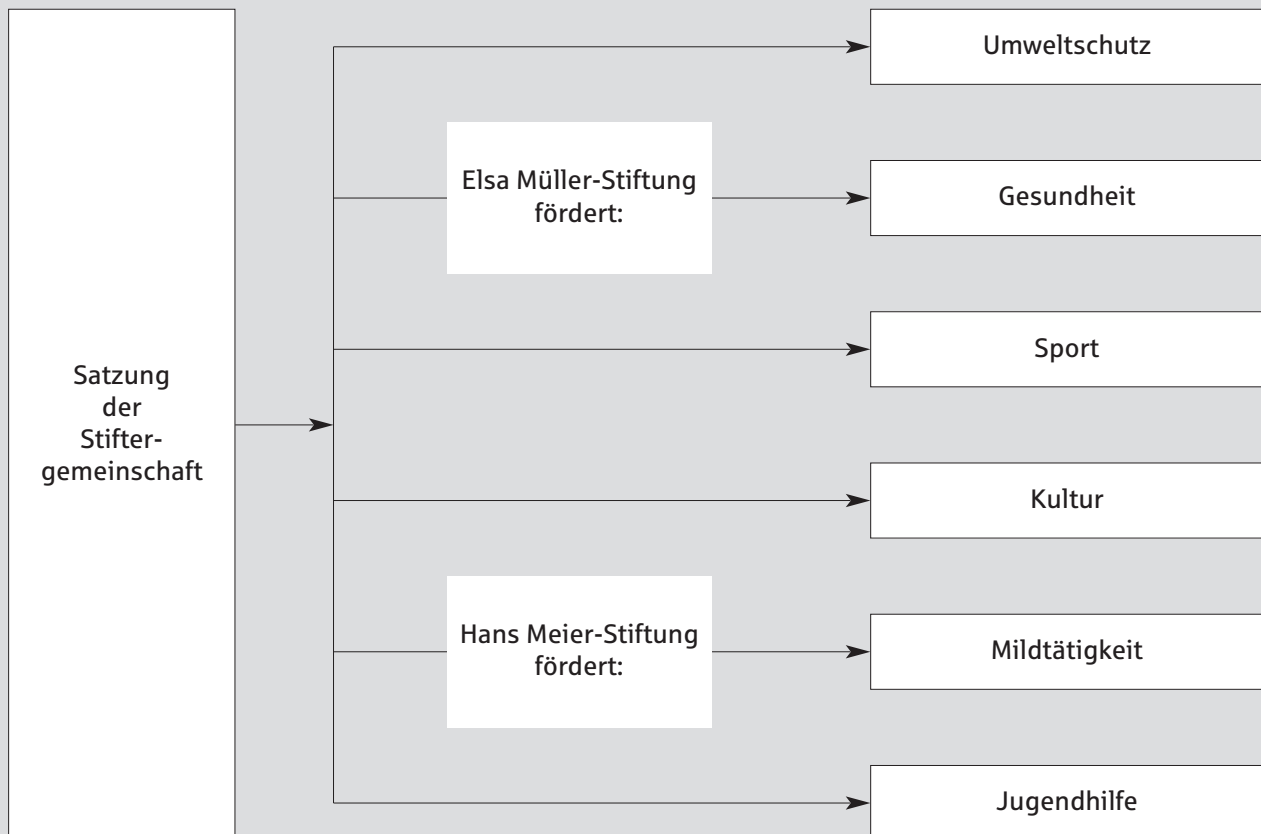 Satzung
der
Stifter-
gemeinschaft
Umweltschutz
Elsa Müller-Stiftung
fördert:
Gesundheit
Sport
Kultur
Hans Meier-Stiftung
fördert:
Mildtätigkeit
Jugendhilfe